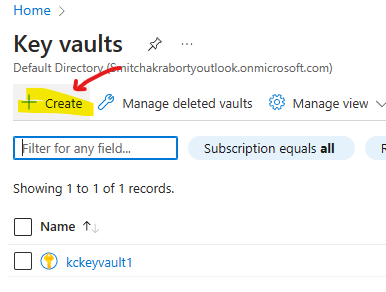 Home
Key vaults
Default Directory (Smitchakrabortyoutlook.onmicrosoft.com)
Create Manage deleted vaults Manage view
Filter for any field... Subscription equals all
Showing 1 to 1 of 1 records.
Name
kckeyvault1